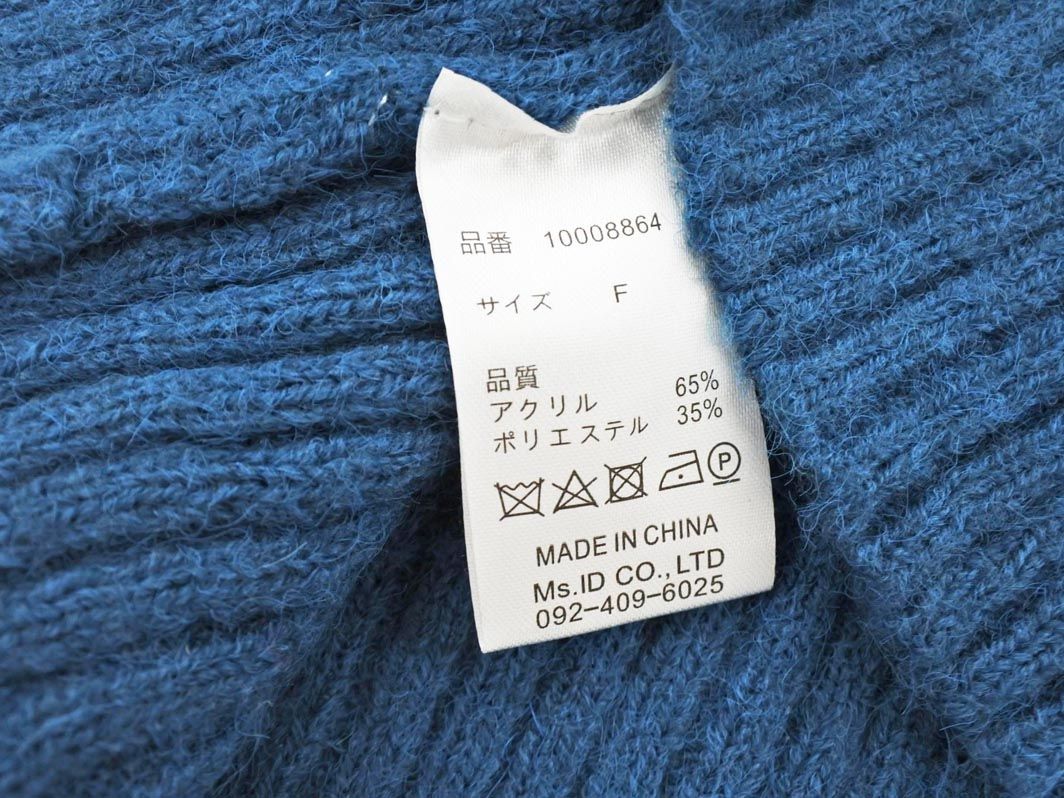 品番 10008864
サイズ F
品質
アクリル 65%
ポリエステル 35%
P
MADE IN CHINA
Ms.ID CO.,LTD
092-409-6025